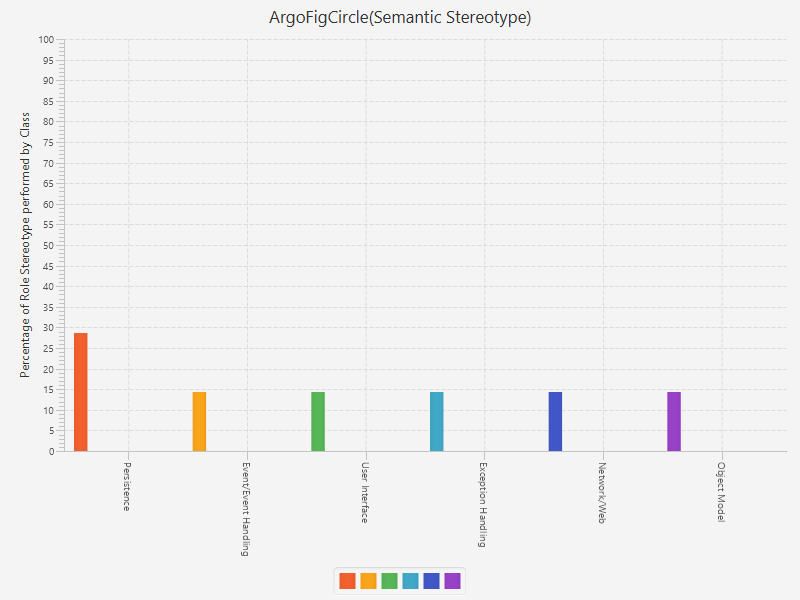 ArgoFigCircle(Semantic Stereotype)
Percentage of Role Stereotype performed by Class
100
95
90
85
80
75
70
65
60
55
50
45
40
35
30
25
20
15
10
5
0
Persistence
Event/Event Handling
User Interface
Exception Handling
Network/Web
Object Model